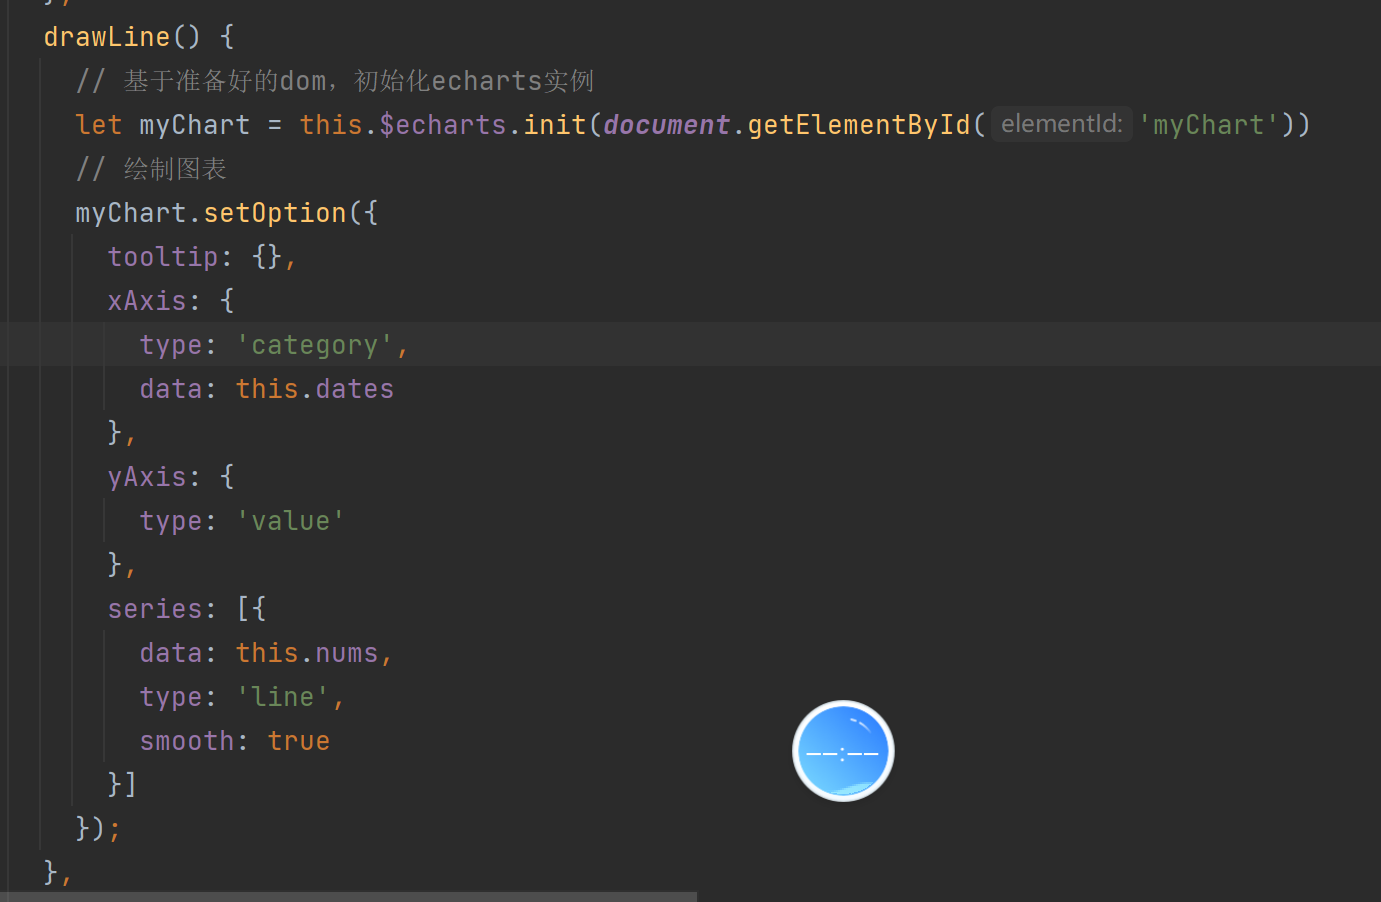 },
drawLine() {
// 基于准备好的dom，初始化echarts实例
let myChart = this.$echarts.init(document.getElementById( elementId: 'myChart'))
// 绘制图表
myChart.setOption({
tooltip: {},
xAxis: {
type: 'category',
data: this.dates
},
yAxis: {
type: 'value'
},
series: [{
data: this.nums,
type: 'line',
smooth: true
}]
});
},
--:--